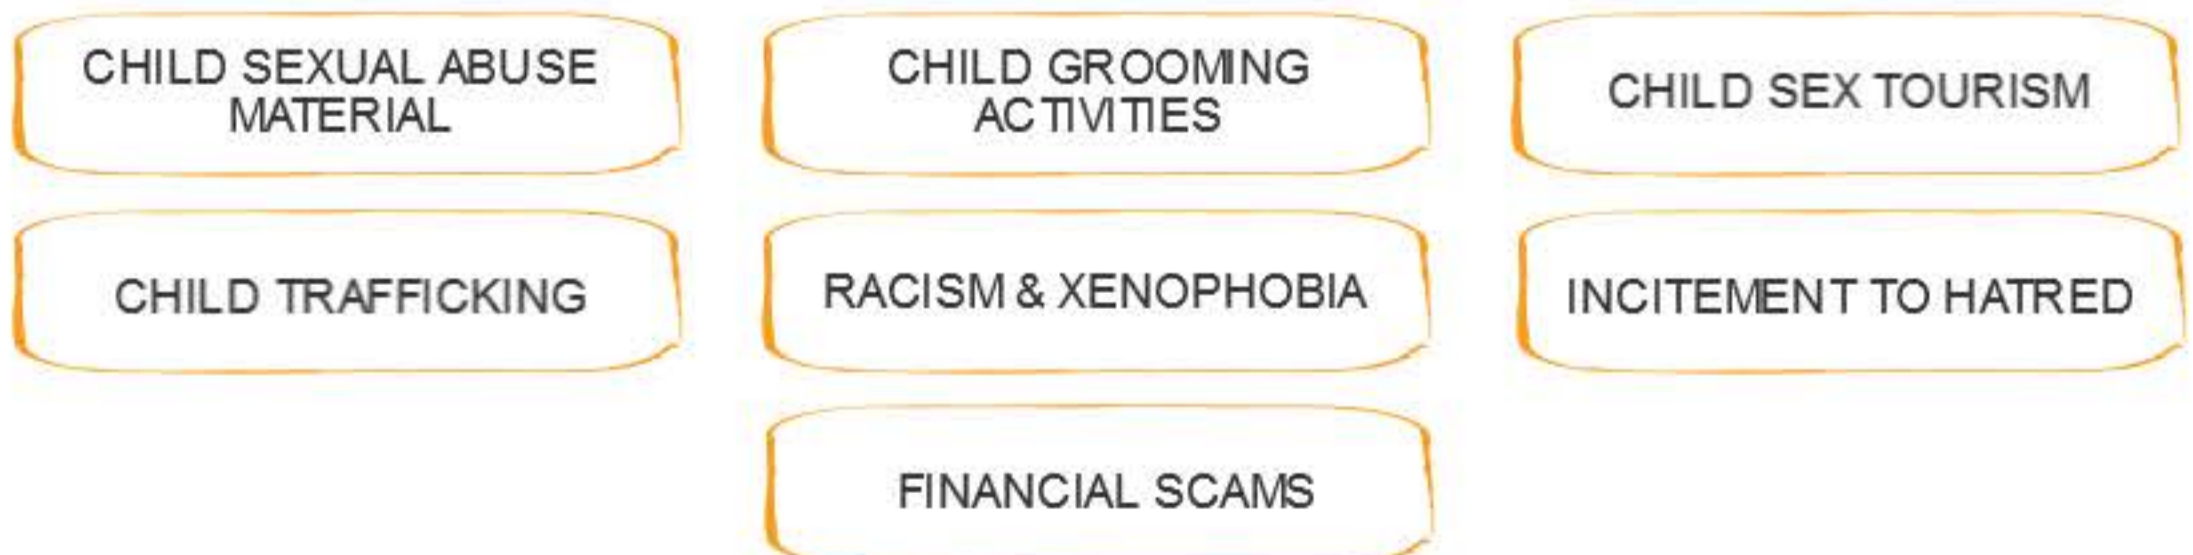 CHILD SEXUAL ABUSE
MATERIAL
CHILD GROOMING
ACTIVITIES
CHILD SEX TOURISM
CHILD TRAFFICKING
RACISM & XENOPHOBIA
INCITEMENT TO HATRED
FINANCIAL SCAMS